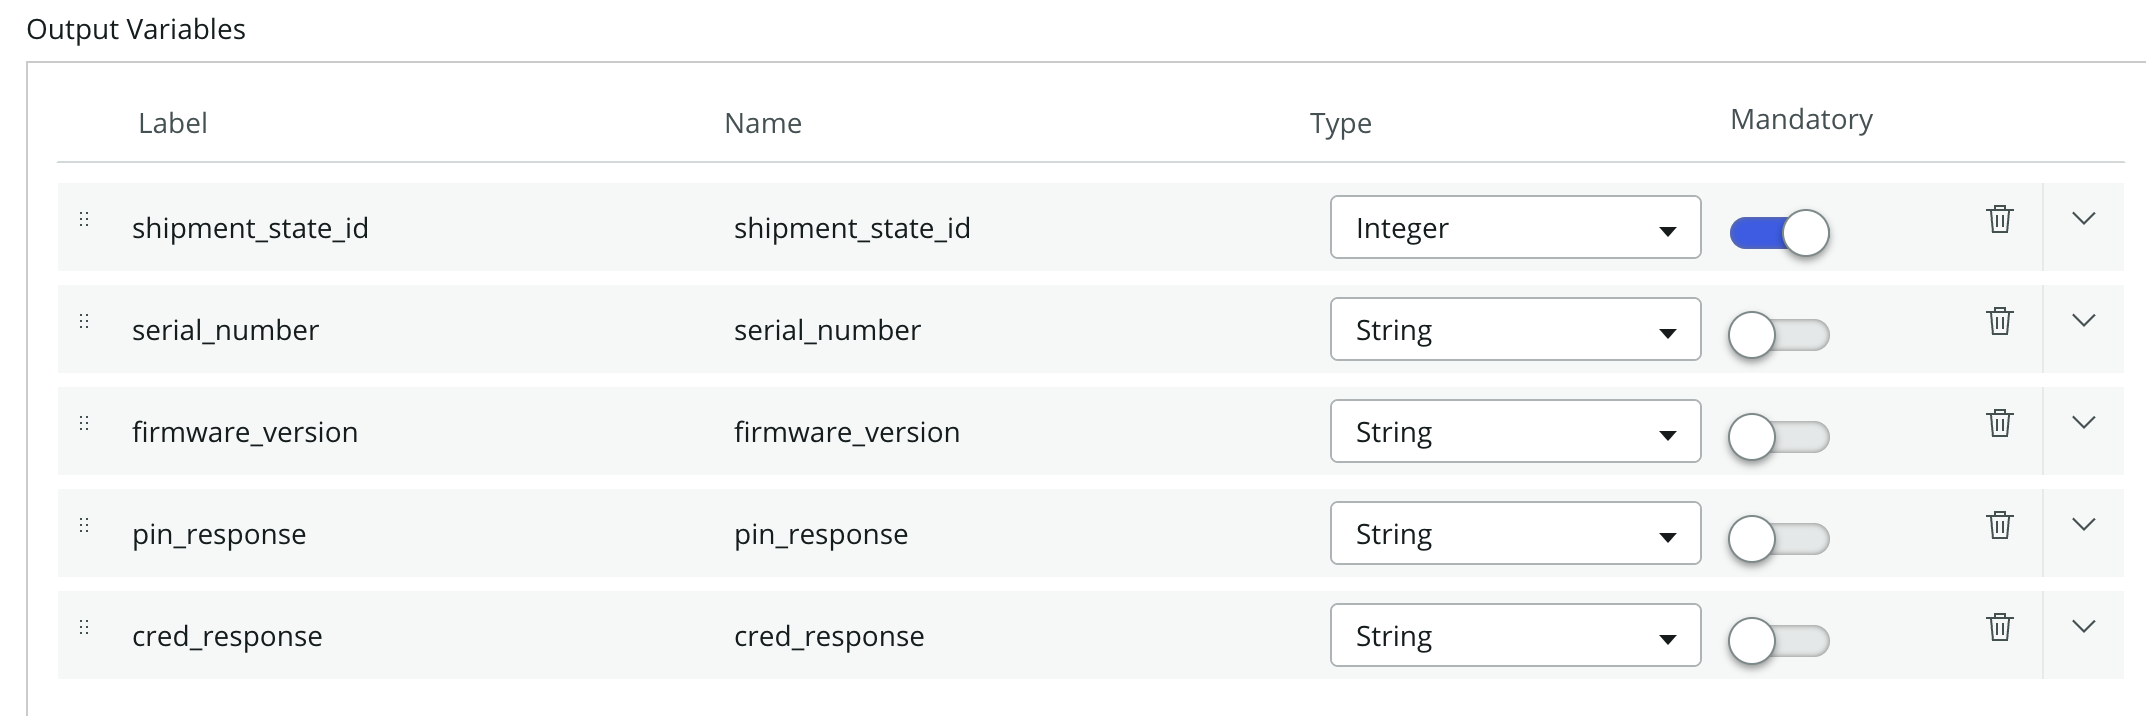 Output Variables
Label Name Type Mandatory
shipment_state_id shipment_state_id Integer
serial_number serial_number String
firmware_version firmware_version String
pin_response pin_response String
cred_response cred_response String